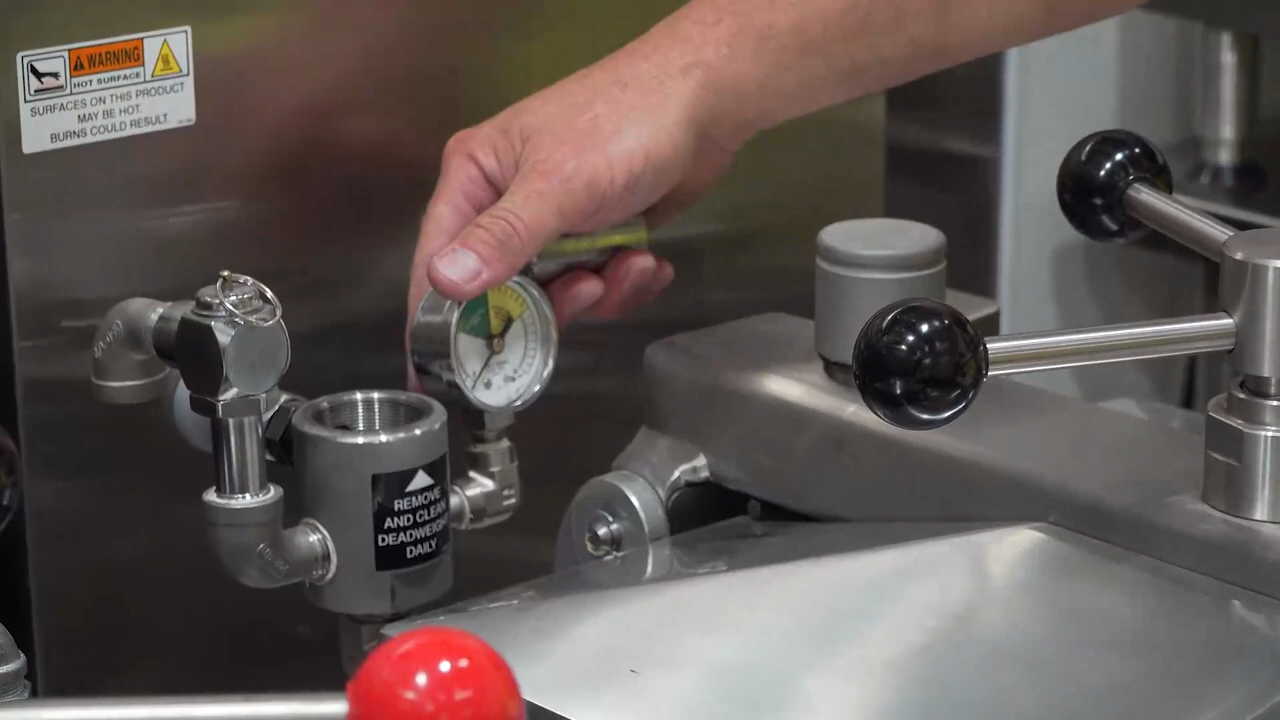 WARNING
HOT SURFACE
SURFACES ON THIS PRODUCT
MAY BE HOT.
BURNS COULD RESULT.
REMOVE
AND CLEAN
DEADWEIGHT
DAILY